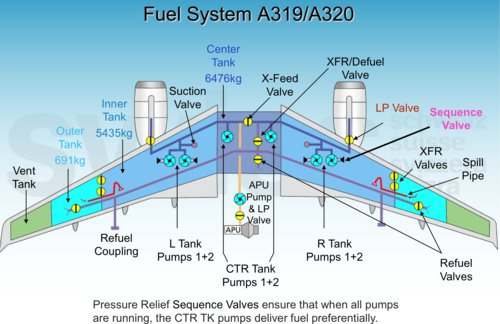 Fuel System A319/A320
Center
Tank
6476kg
XFR/Defuel
Valve
X-Feed
Valve
Suction
Valve
Inner
Tank
5435kg
LP Valve
Sequence
Valve
Outer
Tank
691kg
XFR
Valves
Spill
Pipe
Vent
Tank
APU
Pump
& LP
Valve
Refuel
Coupling
L Tank
Pumps 1+2
APU
CTR Tank
Pumps 1+2
R Tank
Pumps 1+2
Refuel
Valves
Pressure Relief Sequence Valves ensure that when all pumps
are running, the CTR TK pumps deliver fuel preferentially.